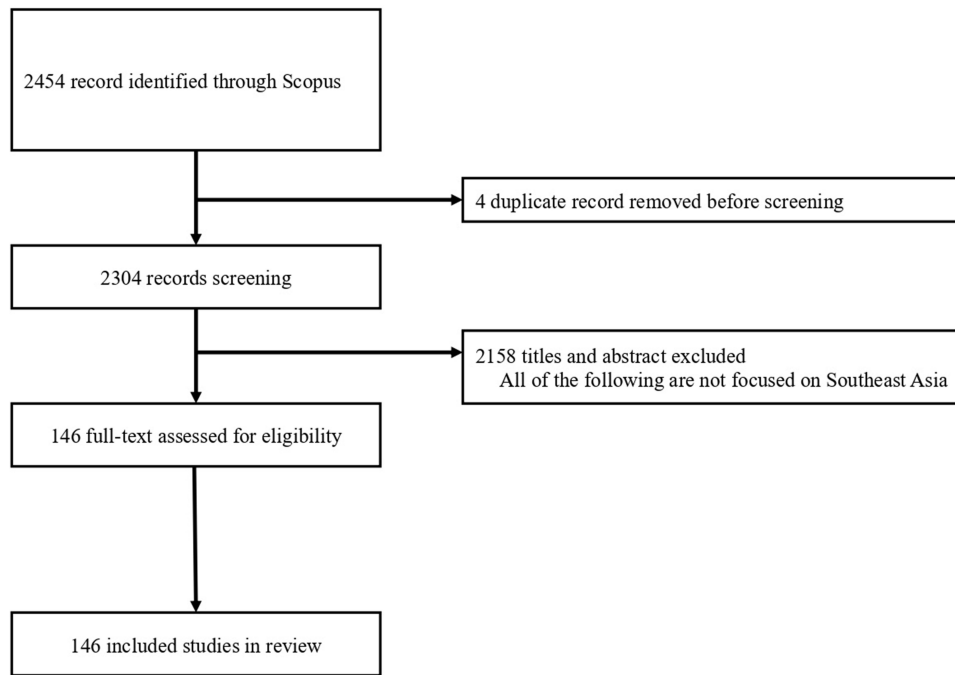 2454 record identified through Scopus
4 duplicate record removed before screening
2304 records screening
2158 titles and abstract excluded
All of the following are not focused on Southeast Asia
146 full-text assessed for eligibility
146 included studies in review